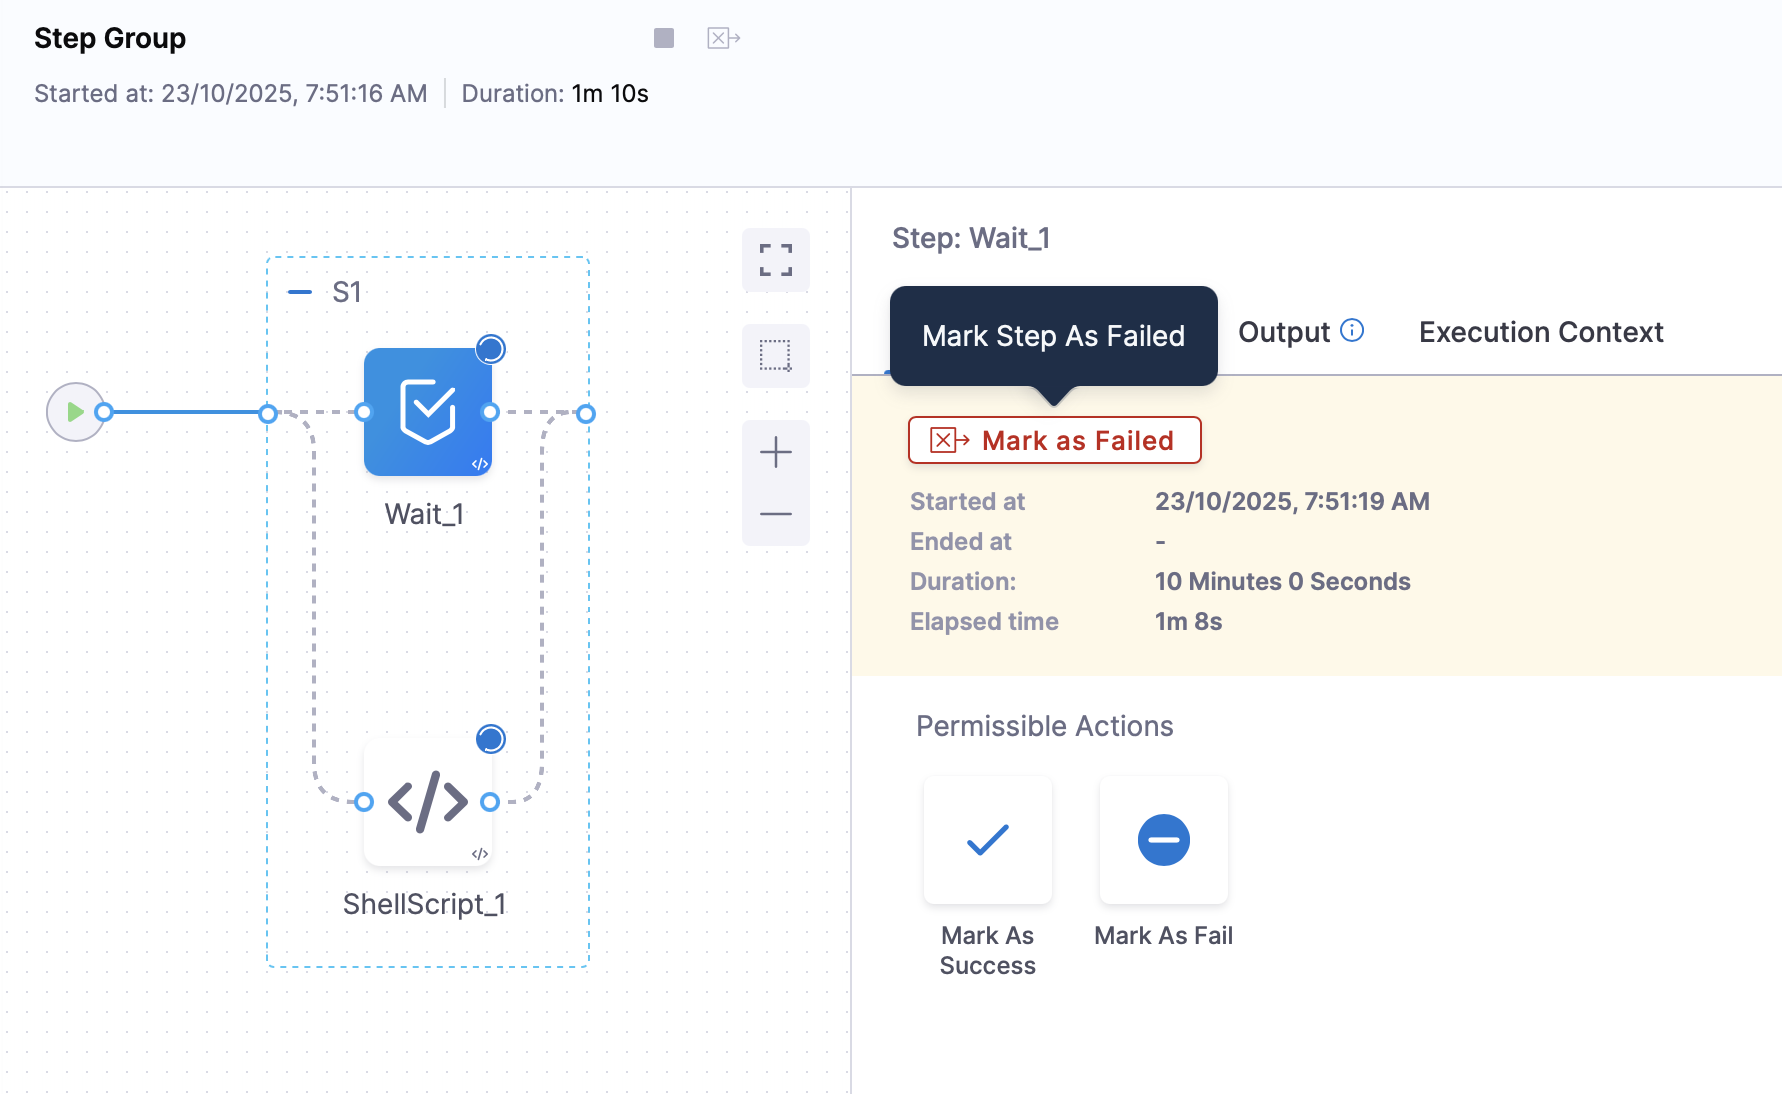 Step Group
Started at: 23/10/2025, 7:51:16 AM
Duration: 1m 10s
S1
Wait_1
ShellScript_1
Step: Wait_1
Mark Step As Failed
Output
Execution Context
Mark as Failed
Started at 23/10/2025, 7:51:19 AM
Ended at -
Duration: 10 Minutes 0 Seconds
Elapsed time 1m 8s
Permissible Actions
Mark As
Success
Mark As Fail